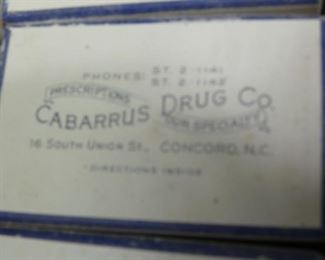 PHONES: ST. 2-1141
ST. 2-1142
PRESCRIPTIONS
CABARRUS DRUG CO.
OUR SPECIALTY
16 SOUTH UNION ST., CONCORD, N.C.
DIRECTIONS INSIDE